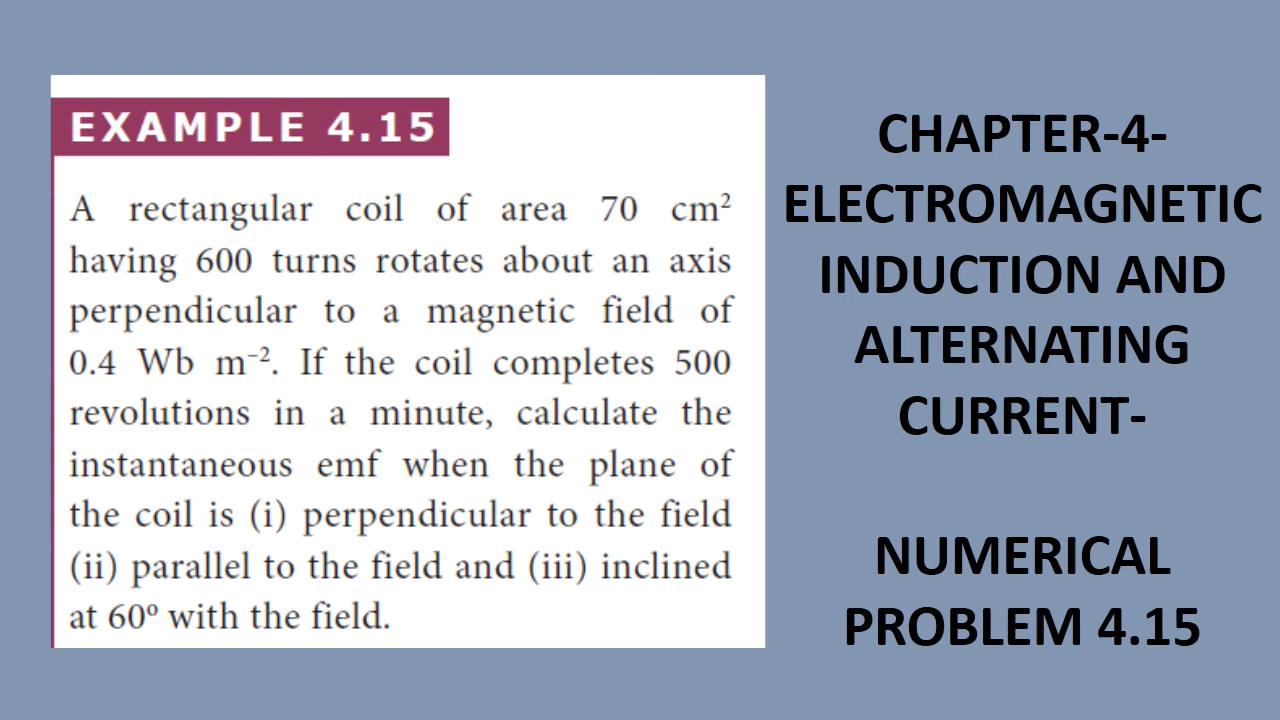 EXAMPLE 4.15
A rectangular coil of area 70 cm²
having 600 turns rotates about an axis
perpendicular to a magnetic field of
0.4 Wb m⁻². If the coil completes 500
revolutions in a minute, calculate the
instantaneous emf when the plane of
the coil is (i) perpendicular to the field
(ii) parallel to the field and (iii) inclined
at 60º with the field.
CHAPTER-4-
ELECTROMAGNETIC
INDUCTION AND
ALTERNATING
CURRENT-
NUMERICAL
PROBLEM 4.15